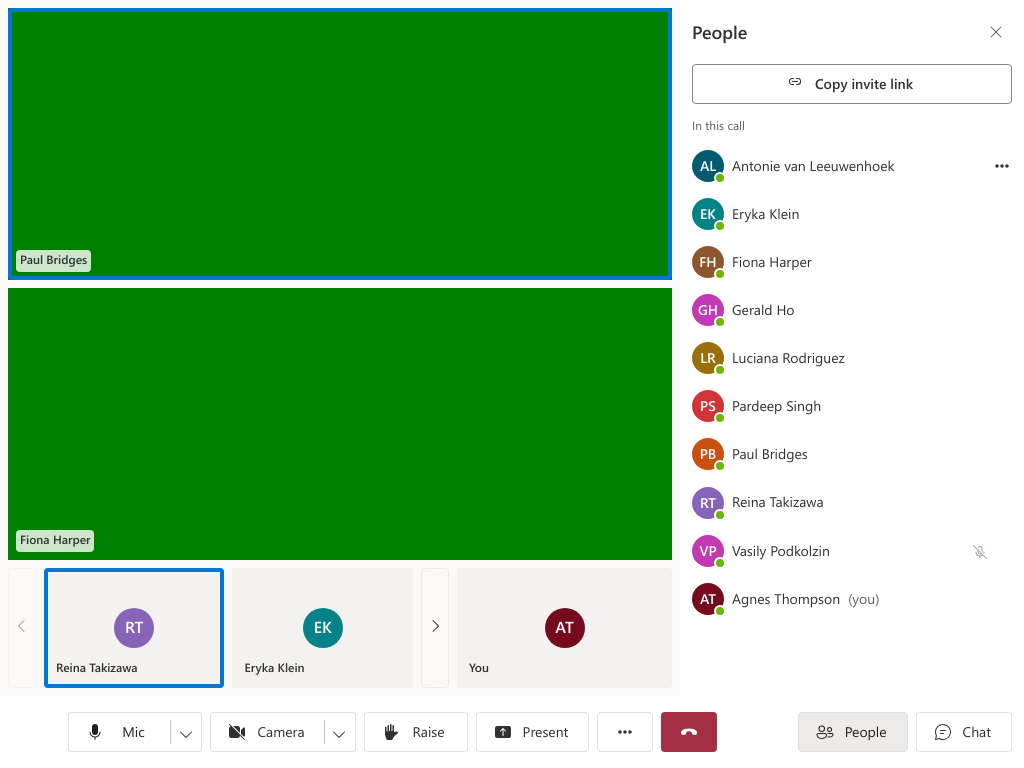 Paul Bridges
Fiona Harper
RT
Reina Takizawa
EK
Eryka Klein
AT
You
People
Copy invite link
In this call
AL Antonie van Leeuwenhoek
EK Eryka Klein
FH Fiona Harper
GH Gerald Ho
LR Luciana Rodriguez
PS Pardeep Singh
PB Paul Bridges
RT Reina Takizawa
VP Vasily Podkolzin
AT Agnes Thompson (you)
Mic Camera Raise Present People Chat